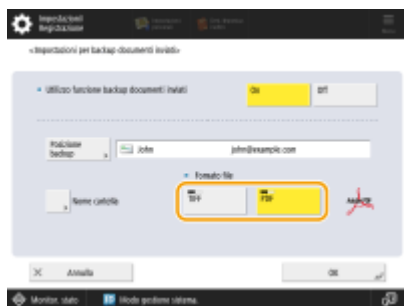 Impostazioni/
Registrazione
<Impostazioni per backup documenti inviati>
Utilizzo funzione backup documenti inviati
On
Off
Posizione
backup
John
john@example.com
Formato file
Nome cartella
TIFF
PDF
Annulla
OK
Monitor. stato
Modo gestione sistema.